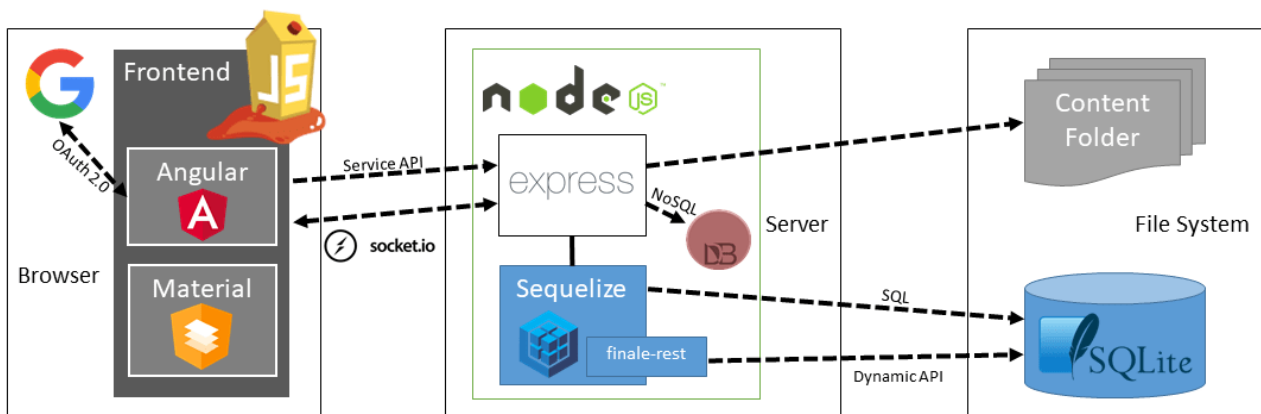 Frontend
JS
G
OAuth 2.0
Angular
A
Material
Browser
Service API
socket.io
node
JS
™
express
NoSQL
DB
Server
Sequelize
finale-rest
SQL
Dynamic API
Content
Folder
File System
SQLite